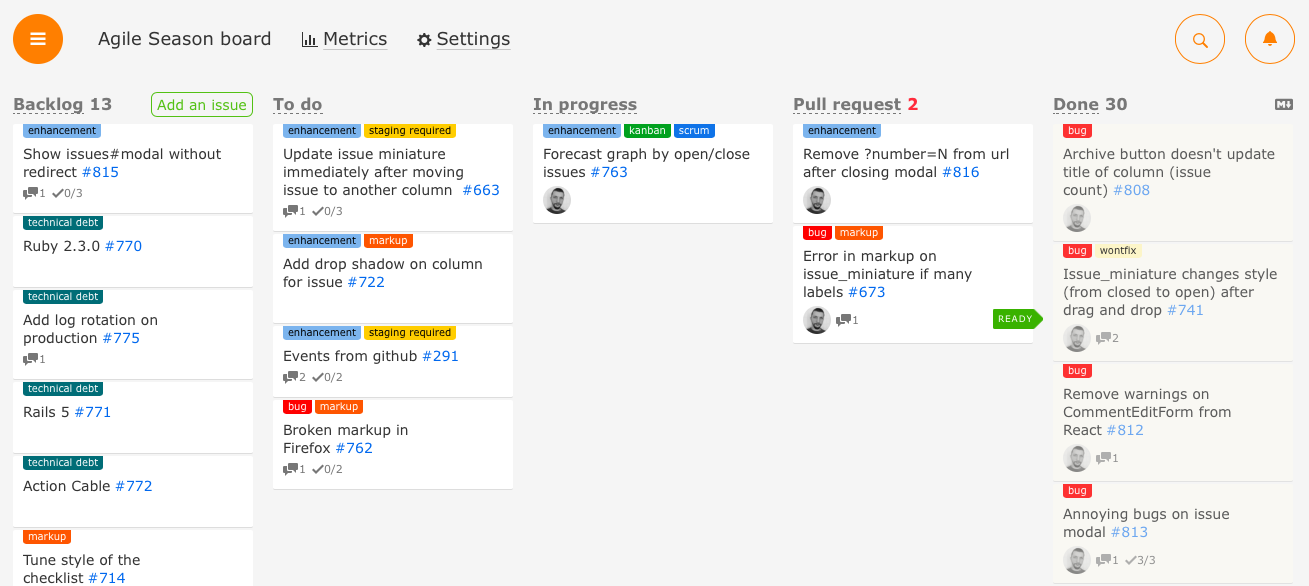 Agile Season board
Metrics
Settings
Backlog 13
Add an issue
enhancement
Show issues#modal without
redirect #815
1 0/3
technical debt
Ruby 2.3.0 #770
technical debt
Add log rotation on
production #775
1
technical debt
Rails 5 #771
technical debt
Action Cable #772
markup
Tune style of the
checklist #714
To do
enhancement staging required
Update issue miniature
immediately after moving
issue to another column #663
1 0/3
enhancement markup
Add drop shadow on column
for issue #722
enhancement staging required
Events from github #291
2 0/2
bug markup
Broken markup in
Firefox #762
1 0/2
In progress
enhancement kanban scrum
Forecast graph by open/close
issues #763
Pull request 2
enhancement
Remove ?number=N from url
after closing modal #816
bug markup
Error in markup on
issue_miniature if many
labels #673
1
READY
Done 30
M
bug
Archive button doesn't update
title of column (issue
count) #808
bug wontfix
Issue_miniature changes style
(from closed to open) after
drag and drop #741
2
bug
Remove warnings on
CommentEditForm from
React #812
1
bug
Annoying bugs on issue
modal #813
1 3/3